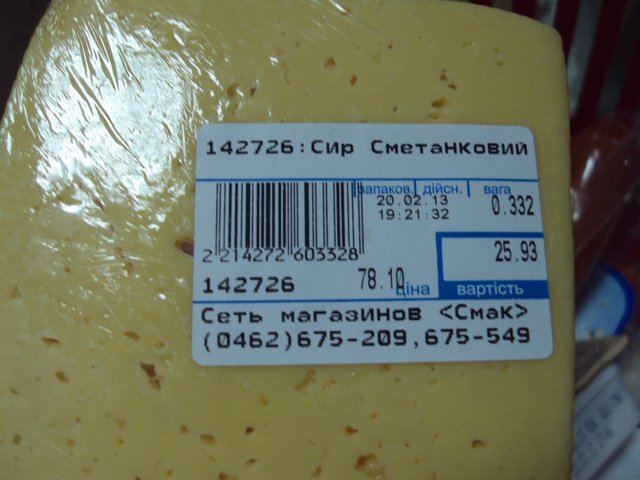 142726:Сир Сметанковий
запаков. дійсн. вага
20.02.13
19:21:32
0.332
2 214272 603328
25.93
142726
78.10
ціна
вартість
Сеть магазинов <Смак>
(0462)675-209,675-549